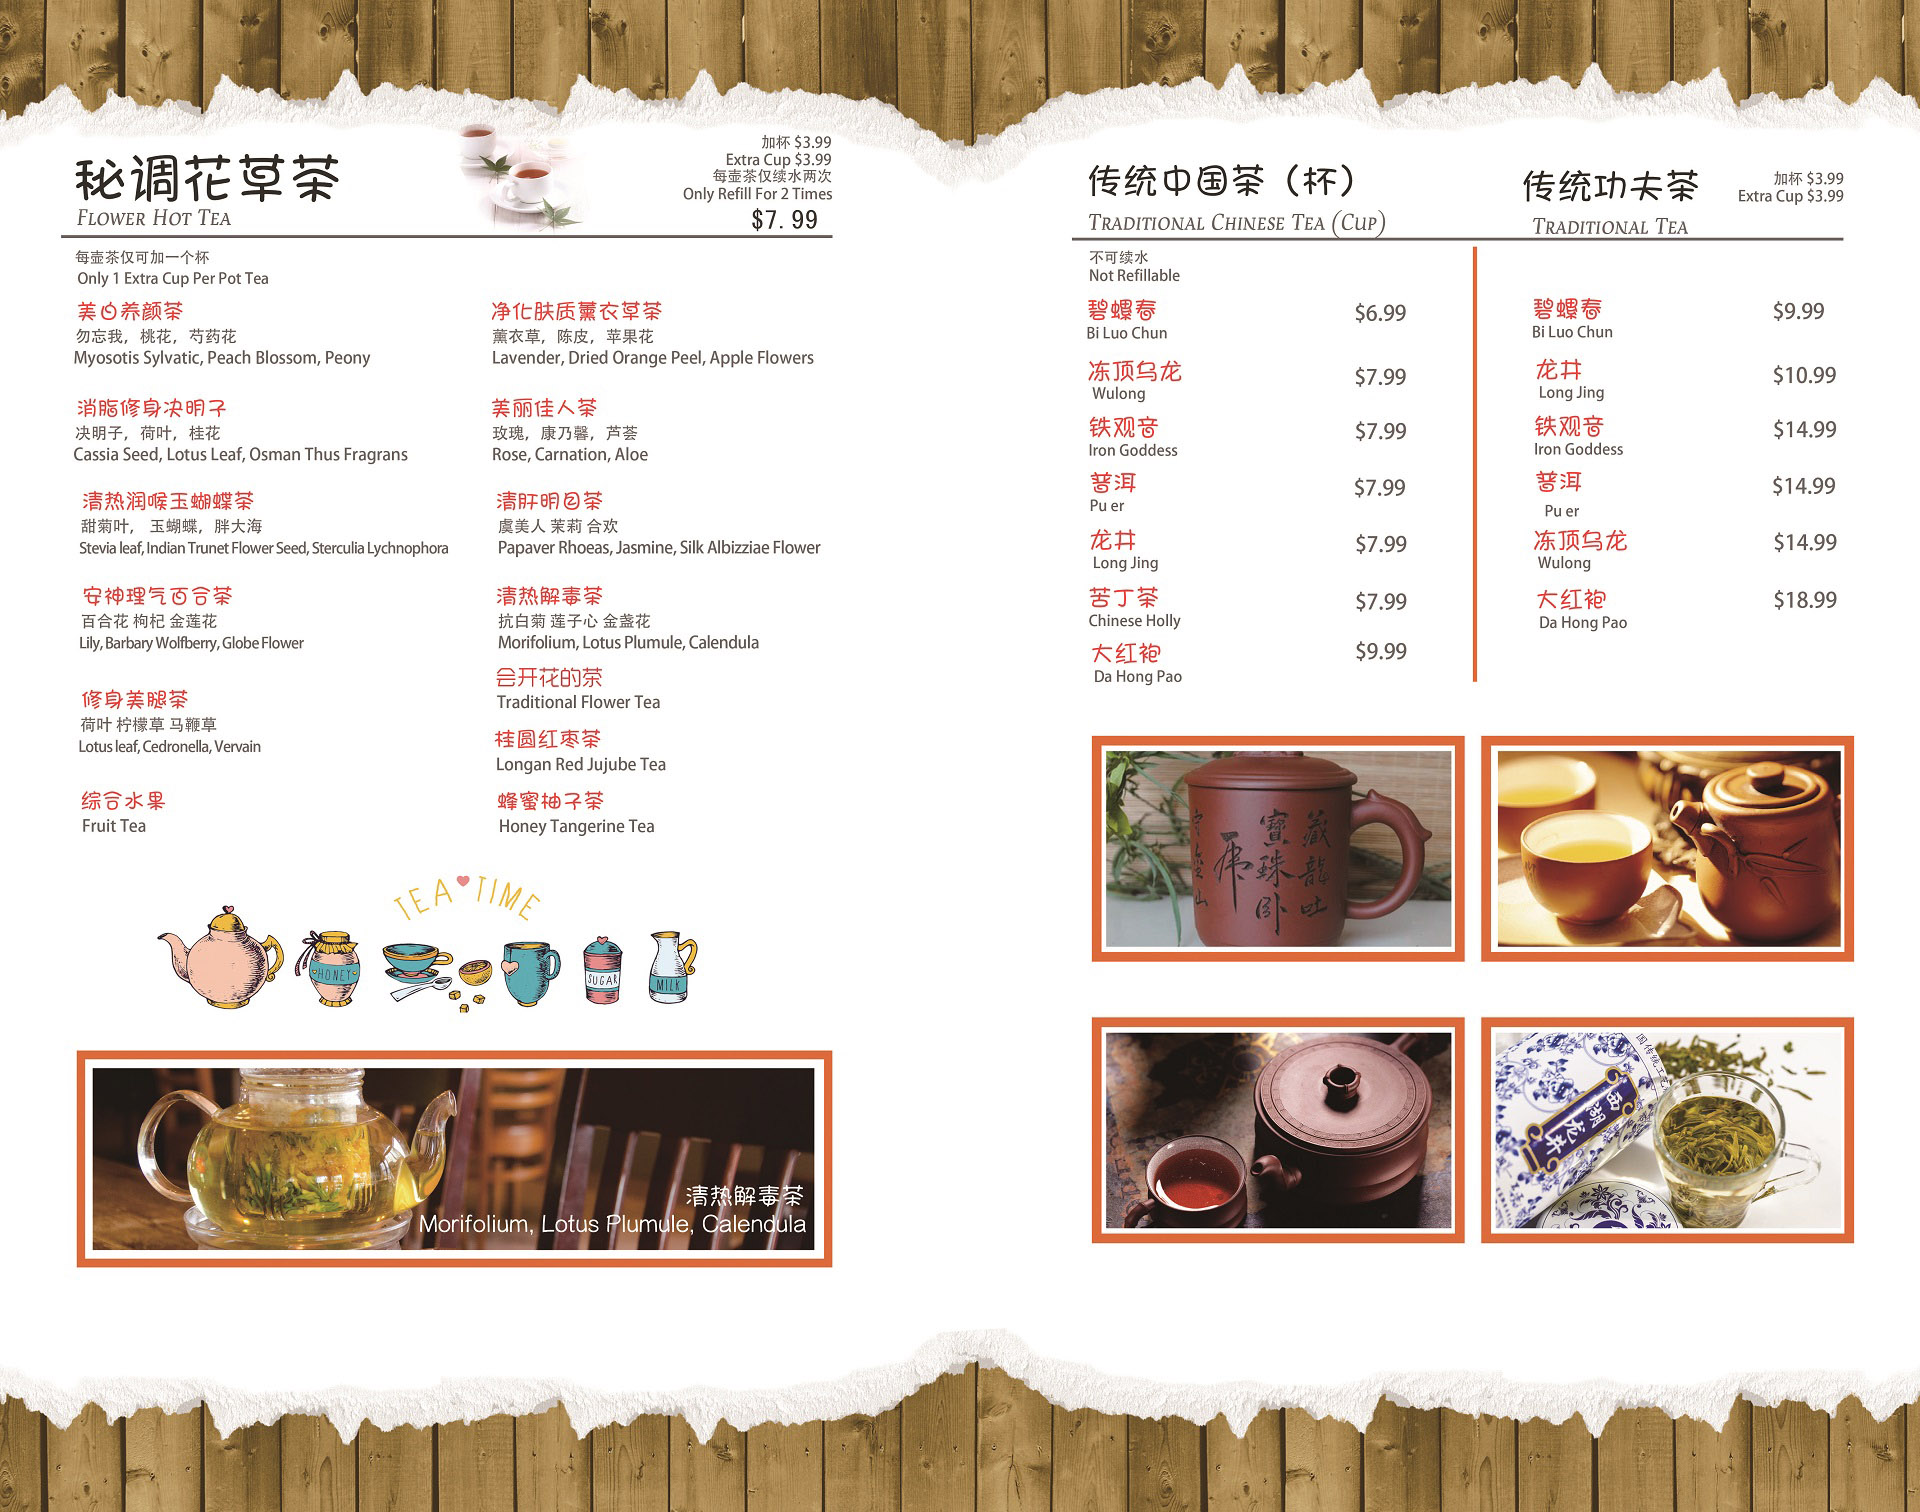 秘调花草茶
FLOWER HOT TEA
加杯 $3.99
Extra Cup $3.99
每壶茶仅续水两次
Only Refill For 2 Times
$7.99
每壶茶仅可加一个杯
Only 1 Extra Cup Per Pot Tea
美白养颜茶
勿忘我，桃花，芍药花
Myosotis Sylvatic, Peach Blossom, Peony
消脂修身决明子
决明子，荷叶，桂花
Cassia Seed, Lotus Leaf, Osman Thus Fragrans
清热润喉玉蝴蝶茶
甜菊叶， 玉蝴蝶，胖大海
Stevia leaf, Indian Trunet Flower Seed, Sterculia Lychnophora
安神理气百合茶
百合花 枸杞 金莲花
Lily, Barbary Wolfberry, Globe Flower
修身美腿茶
荷叶 柠檬草 马鞭草
Lotus leaf, Cedronella, Vervain
综合水果
Fruit Tea
净化肤质薰衣草茶
薰衣草，陈皮，苹果花
Lavender, Dried Orange Peel, Apple Flowers
美丽佳人茶
玫瑰，康乃馨，芦荟
Rose, Carnation, Aloe
清肝明目茶
虞美人 茉莉 合欢
Papaver Rhoeas, Jasmine, Silk Albizziae Flower
清热解毒茶
抗白菊 莲子心 金盏花
Morifolium, Lotus Plumule, Calendula
会开花的茶
Traditional Flower Tea
桂圆红枣茶
Longan Red Jujube Tea
蜂蜜柚子茶
Honey Tangerine Tea
TEA TIME
HONEY
SUGAR
MILK
清热解毒茶
Morifolium, Lotus Plumule, Calendula
传统中国茶（杯）
TRADITIONAL CHINESE TEA (CUP)
不可续水
Not Refillable
碧螺春 $6.99
Bi Luo Chun
冻顶乌龙 $7.99
Wulong
铁观音 $7.99
Iron Goddess
普洱 $7.99
Pu er
龙井 $7.99
Long Jing
苦丁茶 $7.99
Chinese Holly
大红袍 $9.99
Da Hong Pao
传统功夫茶
TRADITIONAL TEA
加杯 $3.99
Extra Cup $3.99
碧螺春 $9.99
Bi Luo Chun
龙井 $10.99
Long Jing
铁观音 $14.99
Iron Goddess
普洱 $14.99
Pu er
冻顶乌龙 $14.99
Wulong
大红袍 $18.99
Da Hong Pao
藏龍吐
寶珠卧
虎
西湖龙井
国传统工艺